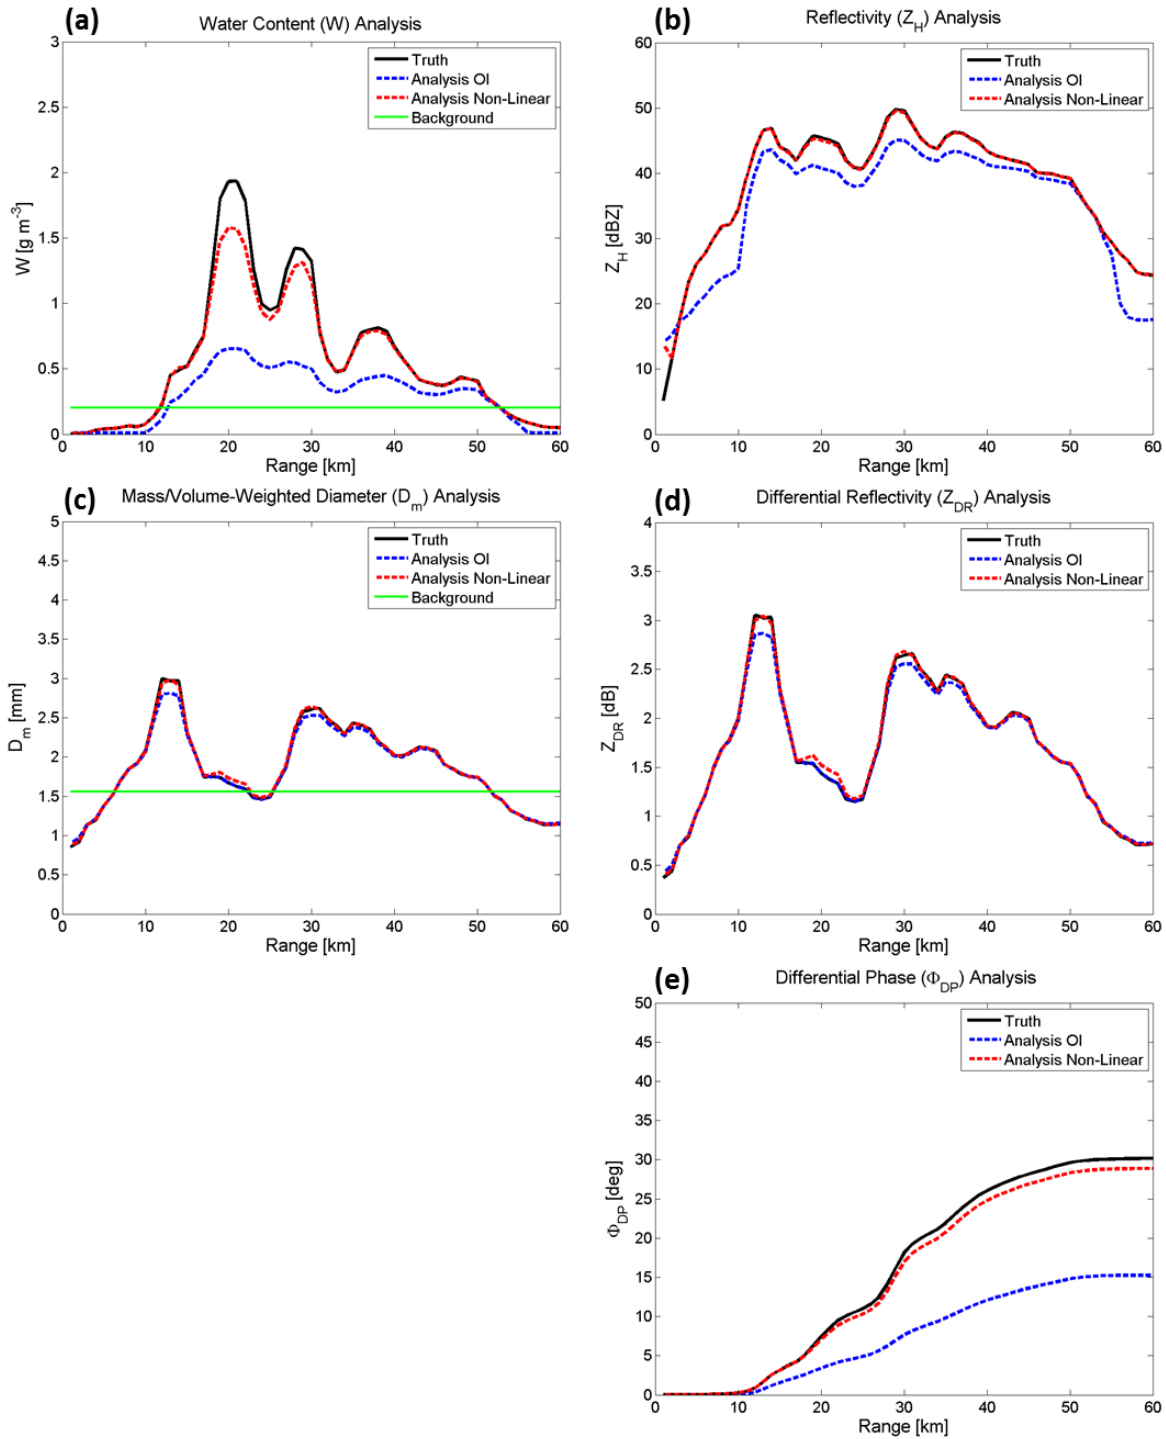 (a)
Water Content (W) Analysis
3
2.5
2
1.5
1
0.5
0
W [g m⁻³]
Truth
Analysis OI
Analysis Non-Linear
Background
0 10 20 30 40 50 60
Range [km]
(b)
Reflectivity (Z_H) Analysis
60
50
40
30
20
10
0
Z_H [dBZ]
Truth
Analysis OI
Analysis Non-Linear
0 10 20 30 40 50 60
Range [km]
(c)
Mass/Volume-Weighted Diameter (D_m) Analysis
5
4.5
4
3.5
3
2.5
2
1.5
1
0.5
0
D_m [mm]
Truth
Analysis OI
Analysis Non-Linear
Background
0 10 20 30 40 50 60
Range [km]
(d)
Differential Reflectivity (Z_DR) Analysis
4
3.5
3
2.5
2
1.5
1
0.5
0
Z_DR [dB]
Truth
Analysis OI
Analysis Non-Linear
0 10 20 30 40 50 60
Range [km]
(e)
Differential Phase (Φ_DP) Analysis
50
45
40
35
30
25
20
15
10
5
0
Φ_DP [deg]
Truth
Analysis OI
Analysis Non-Linear
0 10 20 30 40 50 60
Range [km]